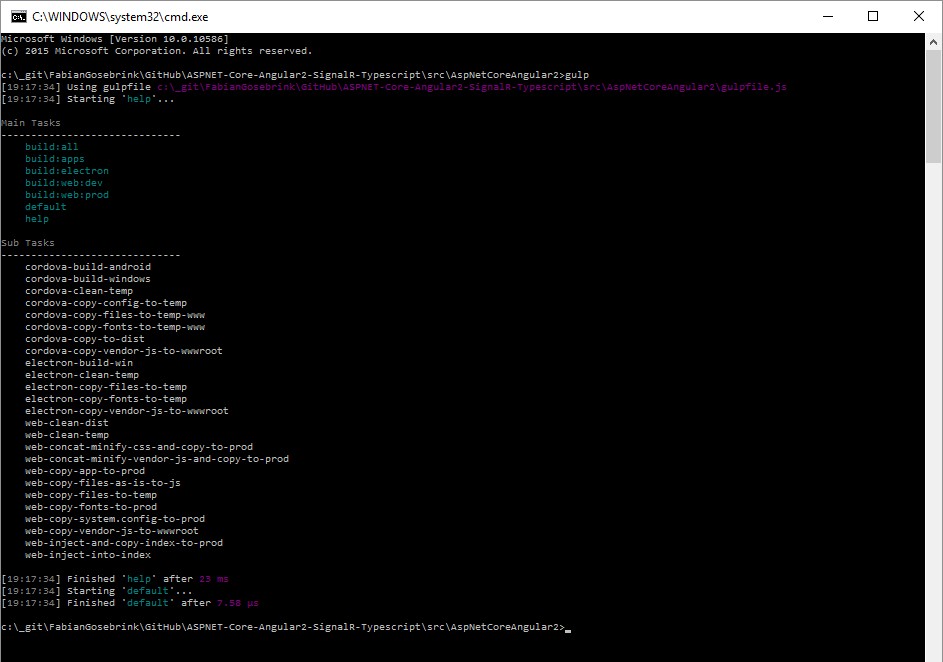 C:\WINDOWS\system32\cmd.exe
Microsoft Windows [Version 10.0.10586]
(c) 2015 Microsoft Corporation. All rights reserved.
c:\_git\FabianGosebrink\GitHub\ASPNET-Core-Angular2-SignalR-Typescript\src\AspNetCoreAngular2>gulp
[19:17:34] Using gulpfile c:\_git\FabianGosebrink\GitHub\ASPNET-Core-Angular2-SignalR-Typescript\src\AspNetCoreAngular2\gulpfile.js
[19:17:34] Starting 'help'...
Main Tasks
------------------------------
build:all
build:apps
build:electron
build:web:dev
build:web:prod
default
help
Sub Tasks
------------------------------
cordova-build-android
cordova-build-windows
cordova-clean-temp
cordova-copy-config-to-temp
cordova-copy-files-to-temp-www
cordova-copy-fonts-to-temp-www
cordova-copy-to-dist
cordova-copy-vendor-js-to-wwwroot
electron-build-win
electron-clean-temp
electron-copy-files-to-temp
electron-copy-fonts-to-temp
electron-copy-vendor-js-to-wwwroot
web-clean-dist
web-clean-temp
web-concat-minify-css-and-copy-to-prod
web-concat-minify-vendor-js-and-copy-to-prod
web-copy-app-to-prod
web-copy-files-as-is-to-js
web-copy-files-to-temp
web-copy-fonts-to-prod
web-copy-system.config-to-prod
web-copy-vendor-js-to-wwwroot
web-inject-and-copy-index-to-prod
web-inject-into-index
[19:17:34] Finished 'help' after 23 ms
[19:17:34] Starting 'default'...
[19:17:34] Finished 'default' after 7.58 μs
c:\_git\FabianGosebrink\GitHub\ASPNET-Core-Angular2-SignalR-Typescript\src\AspNetCoreAngular2>_